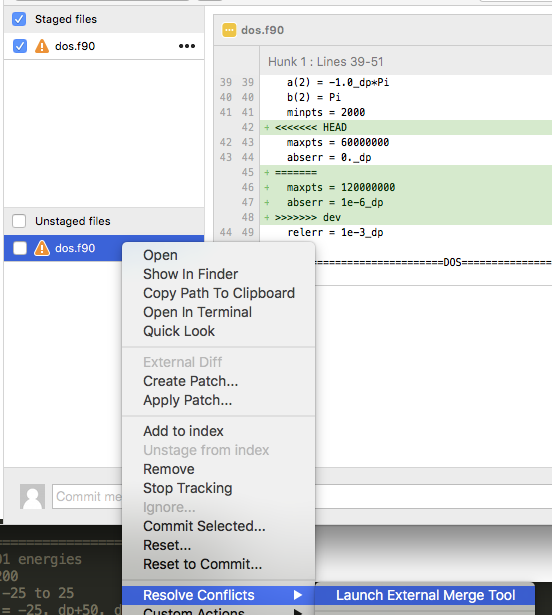 Staged files
dos.f90
•••
Unstaged files
dos.f90
dos.f90
Hunk 1 : Lines 39-51
39 39 a(2) = -1.0_dp*Pi
40 40 b(2) = Pi
41 41 minpts = 2000
42 + <<<<<<< HEAD
42 43 maxpts = 60000000
43 44 abserr = 0._dp
45 + =======
46 + maxpts = 120000000
47 + abserr = 1e-6_dp
48 + >>>>>>> dev
44 49 relerr = 1e-3_dp
=====================DOS==============
Open
Show In Finder
Copy Path To Clipboard
Open In Terminal
Quick Look
External Diff
Create Patch...
Apply Patch...
Add to index
Unstage from index
Remove
Stop Tracking
Ignore...
Commit Selected...
Reset...
Reset to Commit...
Resolve Conflicts
Launch External Merge Tool
Custom Actions
Commit me
01 energies
200
-25 to 25
= -25. dp+50. d